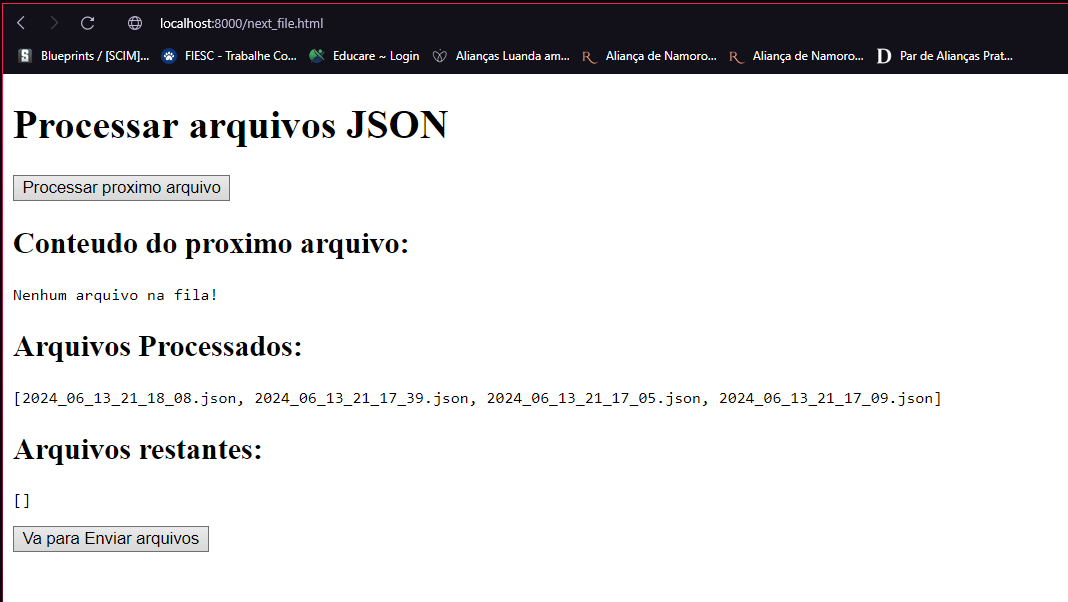 localhost:8000/next_file.html
Blueprints / [SCIM]... FIESC - Trabalhe Co... Educare ~ Login Alianças Luanda am... Aliança de Namoro... Aliança de Namoro... D Par de Alianças Prat...
Processar arquivos JSON
Processar proximo arquivo
Conteudo do proximo arquivo:
Nenhum arquivo na fila!
Arquivos Processados:
[2024_06_13_21_18_08.json, 2024_06_13_21_17_39.json, 2024_06_13_21_17_05.json, 2024_06_13_21_17_09.json]
Arquivos restantes:
[]
Va para Enviar arquivos